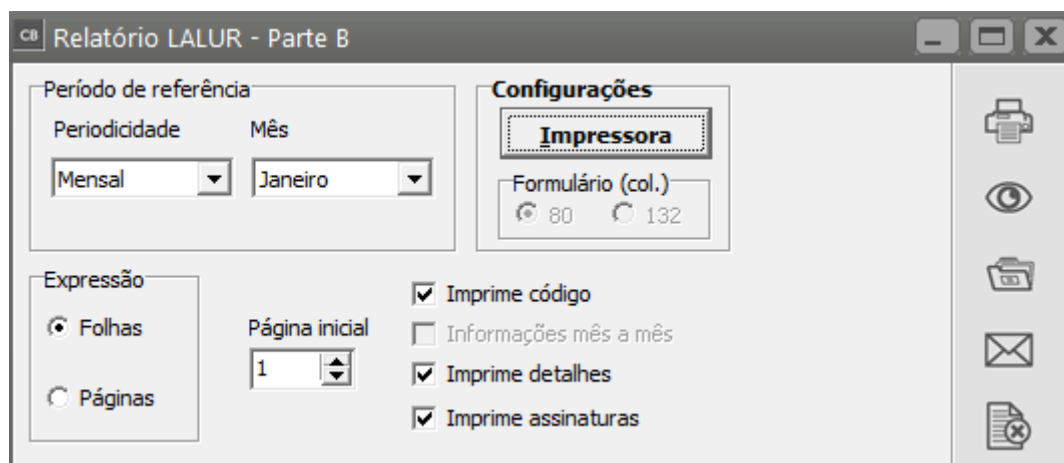 CB Relatório LALUR - Parte B
Período de referência
Periodicidade Mês
Mensal Janeiro
Configurações
Impressora
Formulário (col.)
80 132
Expressão
Folhas
Páginas
Página inicial
1
Imprime código
Informações mês a mês
Imprime detalhes
Imprime assinaturas